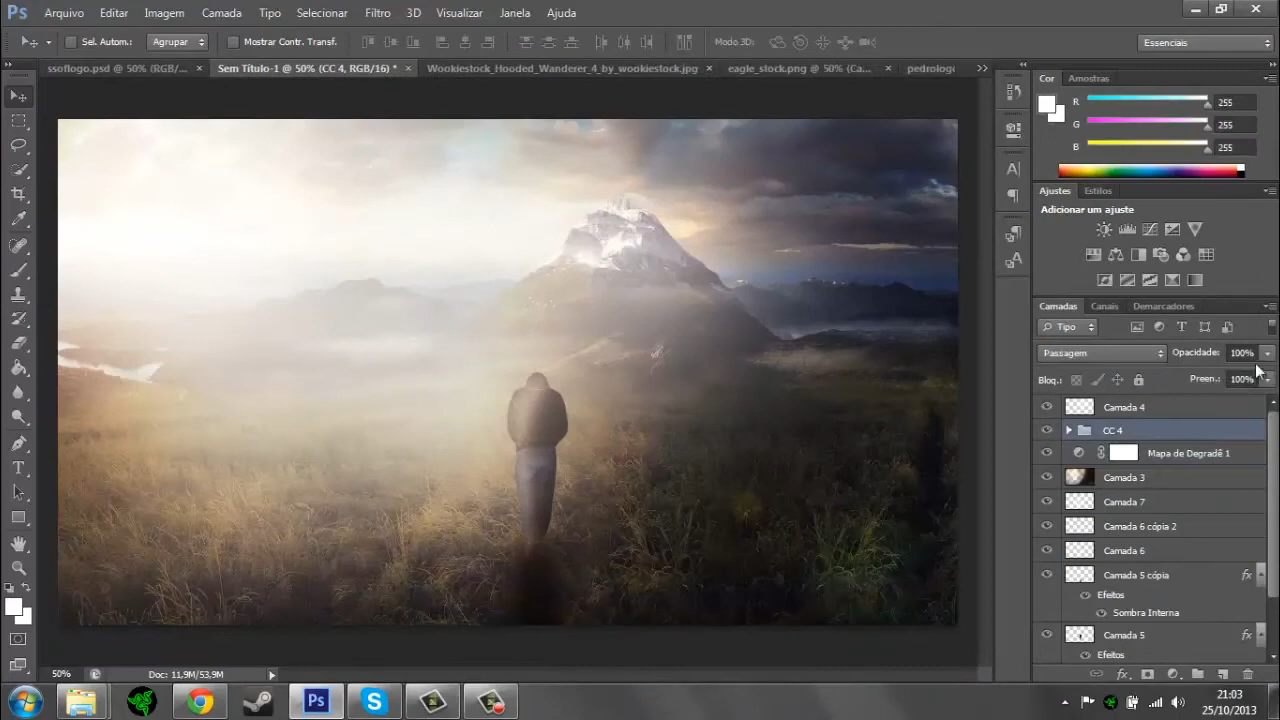 Ps Arquivo Editar Imagem Camada Tipo Selecionar Filtro 3D Visualizar Janela Ajuda
Sel. Autom.: Agrupar Mostrar Contr. Transf. Modo 3D: Essenciais
ssoflogo.psd @ 50% (RGB/... × Sem Título-1 @ 50% (CC 4, RGB/16) * × Wookiestock_Hooded_Wanderer_4_by_wookiestock.jpg × eagle_stock.png @ 50% (Ca... × pedrologo
Cor Amostras
R 255
G 255
B 255
Ajustes Estilos
Adicionar um ajuste
Camadas Canais Demarcadores
Tipo
Passagem Opacidade: 100%
Bloq.: Preen.: 100%
Camada 4
CC 4
Mapa de Degradê 1
Camada 3
Camada 7
Camada 6 cópia 2
Camada 6
Camada 5 cópia fx
Efeitos
Sombra Interna
Camada 5 fx
Efeitos
50% Doc: 11,9M/53,9M
Ps
21:03
25/10/2013